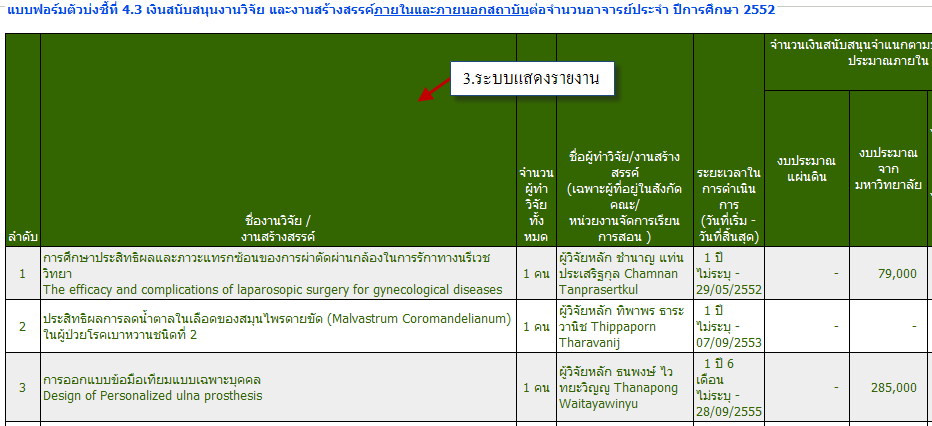 แบบฟอร์มตัวบ่งชี้ที่ 4.3 เงินสนับสนุนงานวิจัย และงานสร้างสรรค์ภายในและภายนอกสถาบันต่อจำนวนอาจารย์ประจำ ปีการศึกษา 2552
3.ระบบแสดงรายงาน
จำนวนเงินสนับสนุนจำแนกตาม
ประมาณภายใน
ลำดับ
ชื่องานวิจัย /
งานสร้างสรรค์
จำนวน
ผู้ทำ
วิจัย
ทั้ง
หมด
ชื่อผู้ทำวิจัย/งานสร้าง
สรรค์
(เฉพาะผู้ที่อยู่ในสังกัด
คณะ/
หน่วยงานจัดการเรียน
การสอน )
ระยะเวลาใน
การดำเนิน
การ
(วันที่เริ่ม -
วันที่สิ้นสุด)
งบประมาณ
แผ่นดิน
งบประมาณ
จาก
มหาวิทยาลัย
1
การศึกษาประสิทธิผลและภาวะแทรกซ้อนของการผ่าตัดผ่านกล้องในการรักาทางนรีเวช
วิทยา
The efficacy and complications of laparosopic surgery for gynecological diseases
1 คน
ผู้วิจัยหลัก ชำนาญ แท่น
ประเสริฐกุล Chamnan
Tanprasertkul
1 ปี
ไม่ระบุ -
29/05/2552
-
79,000
2
ประสิทธิผลการลดน้ำตาลในเลือดของสมุนไพรดายขัด (Malvastrum Coromandelianum)
ในผู้ป่วยโรคเบาหวานชนิดที่ 2
1 คน
ผู้วิจัยหลัก ทิพาพร ธาระ
วานิช Thippaporn
Tharavanij
1 ปี
ไม่ระบุ -
07/09/2553
-
-
3
การออกแบบข้อมือเทียมแบบเฉพาะบุคคล
Design of Personalized ulna prosthesis
1 คน
ผู้วิจัยหลัก ธนพงษ์ ไว
ทยะวิญญู Thanapong
Waitayawinyu
1 ปี 6
เดือน
ไม่ระบุ -
28/09/2555
-
285,000